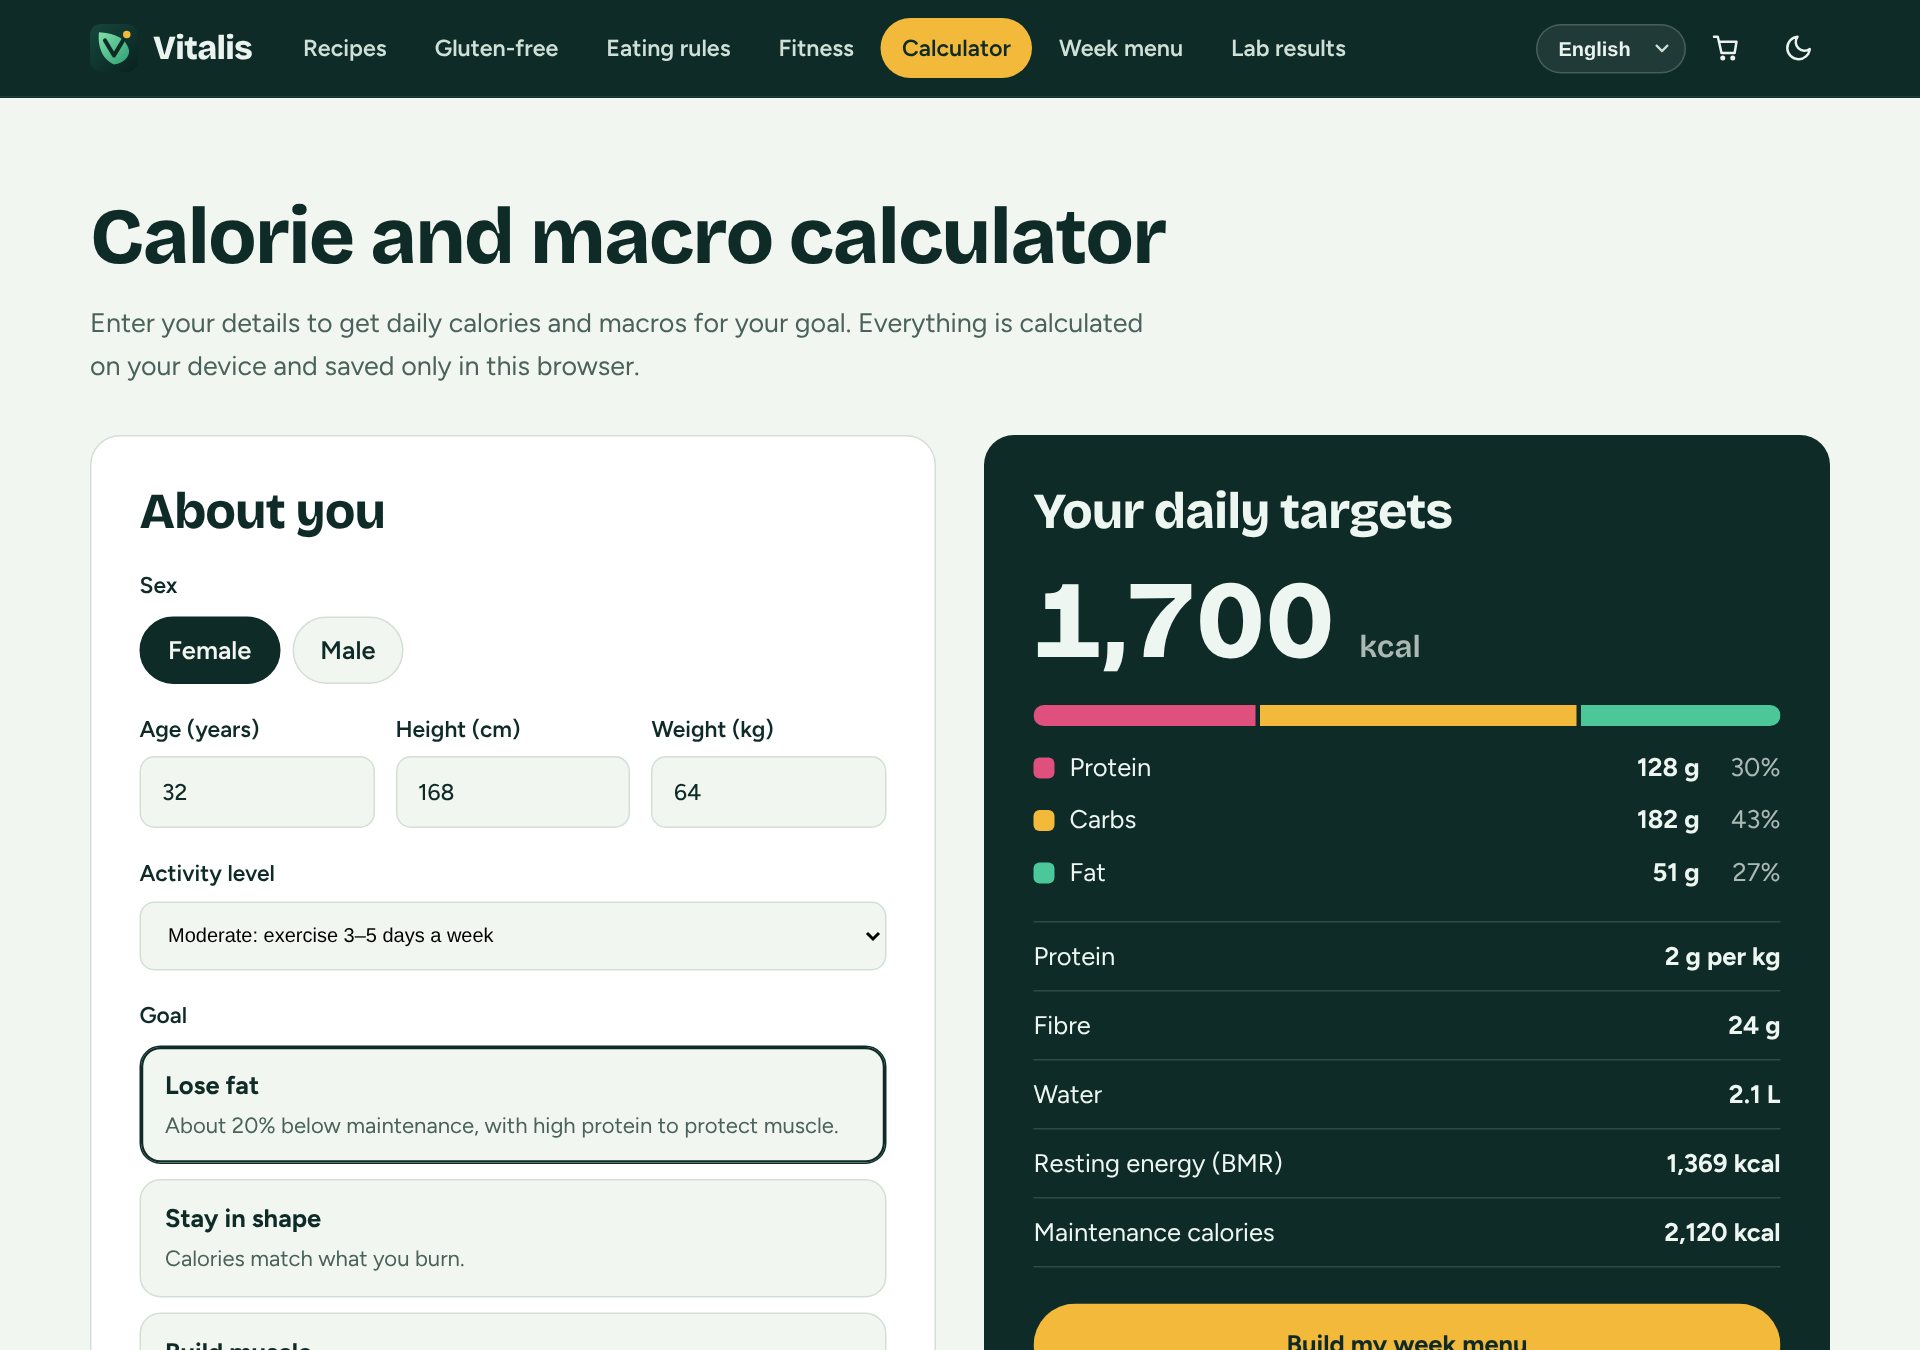 Vitalis
Recipes
Gluten-free
Eating rules
Fitness
Calculator
Week menu
Lab results
English
Calorie and macro calculator
Enter your details to get daily calories and macros for your goal. Everything is calculated
on your device and saved only in this browser.
About you
Sex
Female
Male
Age (years)
Height (cm)
Weight (kg)
32
168
64
Activity level
Moderate: exercise 3–5 days a week
Goal
Lose fat
About 20% below maintenance, with high protein to protect muscle.
Stay in shape
Calories match what you burn.
Build muscle
Your daily targets
1,700 kcal
Protein 128 g 30%
Carbs 182 g 43%
Fat 51 g 27%
Protein 2 g per kg
Fibre 24 g
Water 2.1 L
Resting energy (BMR) 1,369 kcal
Maintenance calories 2,120 kcal
Build my week menu